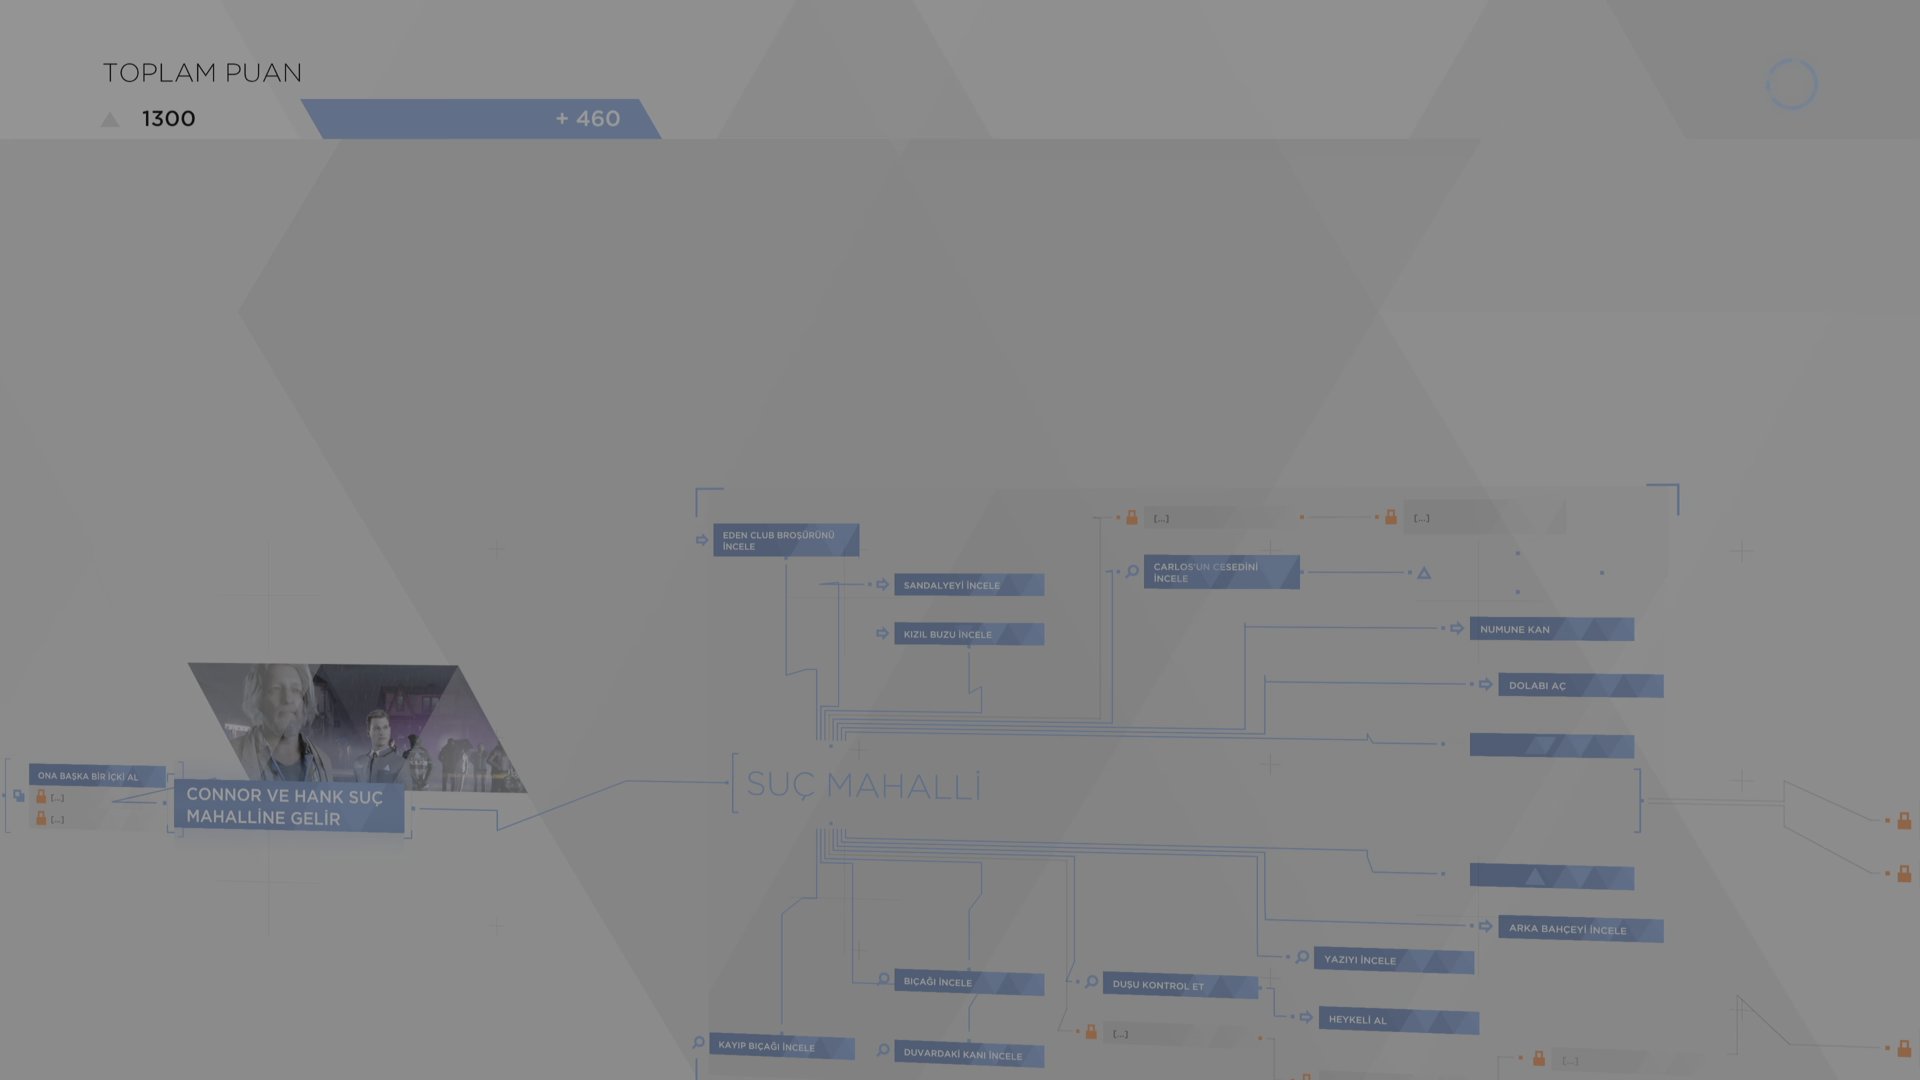 TOPLAM PUAN
1300
+ 460
EDEN CLUB BROŞÜRÜNÜ
İNCELE
[...]
[...]
SANDALYEYİ İNCELE
CARLOS'UN CESEDİNİ
İNCELE
KIZIL BUZU İNCELE
NUMUNE KAN
DOLABI AÇ
ONA BAŞKA BİR İÇKİ AL
[...]
[...]
CONNOR VE HANK SUÇ
MAHALLİNE GELİR
SUÇ MAHALLİ
ARKA BAHÇEYİ İNCELE
YAZIYI İNCELE
BIÇAĞI İNCELE
DUŞU KONTROL ET
HEYKELİ AL
[...]
KAYIP BIÇAĞI İNCELE
DUVARDAKİ KANI İNCELE
[...]